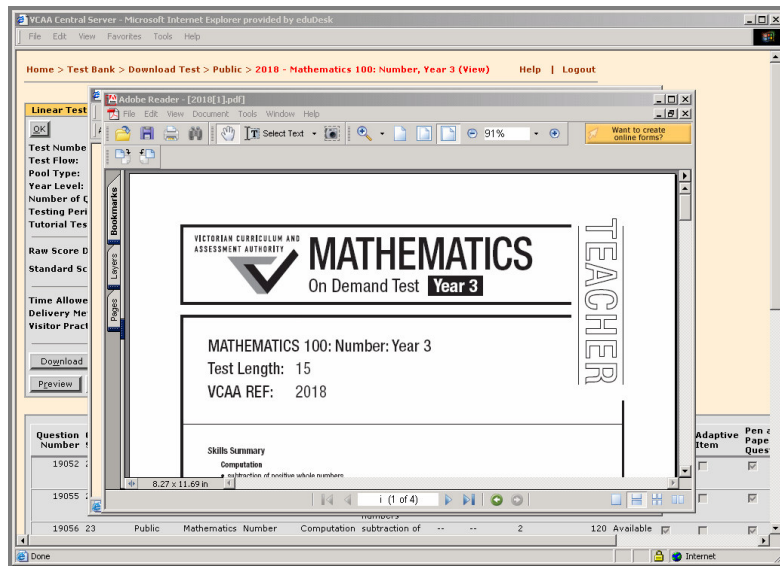 VCAA Central Server - Microsoft Internet Explorer provided by eduDesk
File Edit View Favorites Tools Help
Home > Test Bank > Download Test > Public > 2018 - Mathematics 100: Number, Year 3 (View) Help | Logout
Linear Test
OK
Test Numbe
Test Flow:
Pool Type:
Year Level:
Number of Q
Testing Peri
Tutorial Tes
Raw Score D
Standard Sc
Time Allowe
Delivery Me
Visitor Pract
Download
Preview
Adobe Reader - [2018[1].pdf]
File Edit View Document Tools Window Help
Select Text
91%
Want to create
online forms?
Bookmarks
Layers
Pages
VICTORIAN CURRICULUM AND
ASSESSMENT AUTHORITY
MATHEMATICS
On Demand Test Year 3
TEACHER
MATHEMATICS 100: Number: Year 3
Test Length: 15
VCAA REF: 2018
Skills Summary
Computation
• subtraction of positive whole numbers
8.27 x 11.69 in
i (1 of 4)
Question
Number
Adaptive
Item
Pen a
Pape
Ques
19052
19055
numbers
19056 23 Public Mathematics Number Computation subtraction of -- -- 2 120 Available
Done
Internet